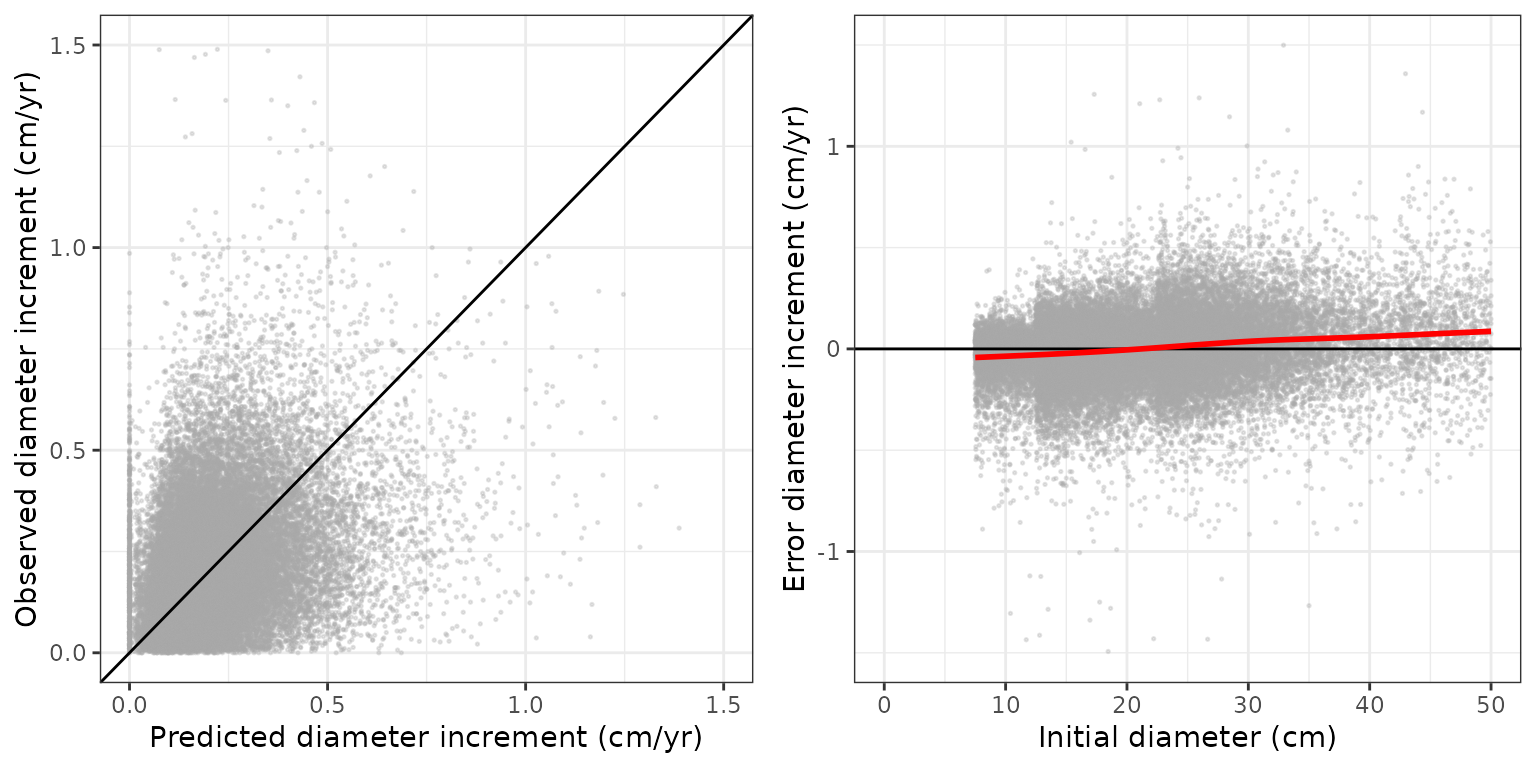 Observed diameter increment (cm/yr)
1.5
1.0
0.5
0.0
0.0 0.5 1.0 1.5
Predicted diameter increment (cm/yr)
Error diameter increment (cm/yr)
1
0
-1
0 10 20 30 40 50
Initial diameter (cm)